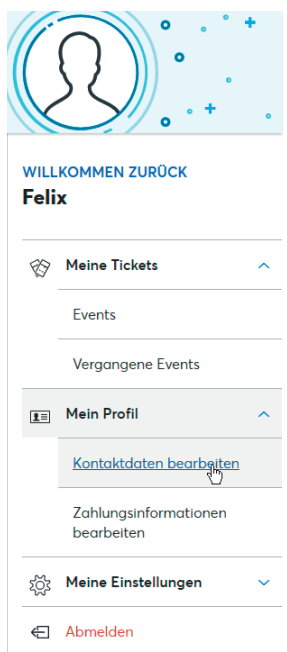 WILLKOMMEN ZURÜCK
Felix
Meine Tickets
Events
Vergangene Events
Mein Profil
Kontaktdaten bearbeiten
Zahlungsinformationen
bearbeiten
Meine Einstellungen
Abmelden